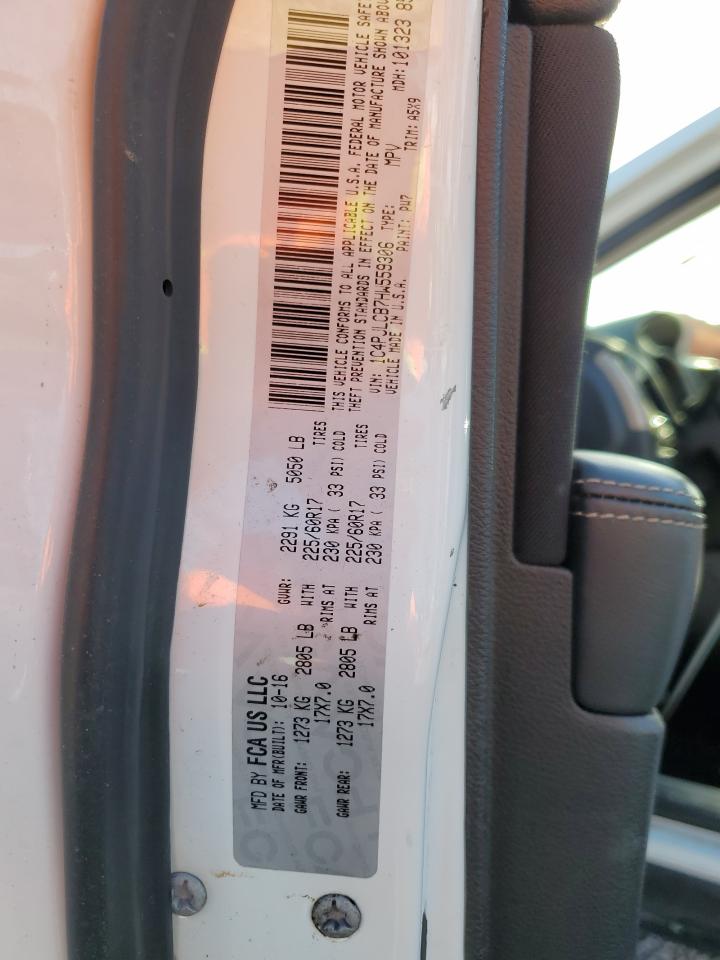 MFD BY FCA US LLC
DATE OF MFR(BUILT): 10-16 GVWR: 2291 KG 5050 LB
GAWR FRONT: 1273 KG 2805 LB WITH 225/60R17 TIRES
17X7.0 RIMS AT 230 KPA ( 33 PSI) COLD
GAWR REAR: 1273 KG 2805 LB WITH 225/60R17 TIRES
17X7.0 RIMS AT 230 KPA ( 33 PSI) COLD
THIS VEHICLE CONFORMS TO ALL APPLICABLE U.S.A. FEDERAL MOTOR VEHICLE
THEFT PREVENTION STANDARDS IN EFFECT ON THE DATE OF MANUFACTURE SHOWN
VIN: 1C4PJLCB7HW559306 TYPE: MPV MDH:101323
VEHICLE MADE IN U.S.A. PAINT: PW7 TRIM: A5X9